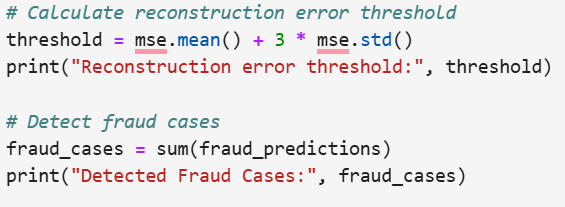 # Calculate reconstruction error threshold
threshold = mse.mean() + 3 * mse.std()
print("Reconstruction error threshold:", threshold)
# Detect fraud cases
fraud_cases = sum(fraud_predictions)
print("Detected Fraud Cases:", fraud_cases)